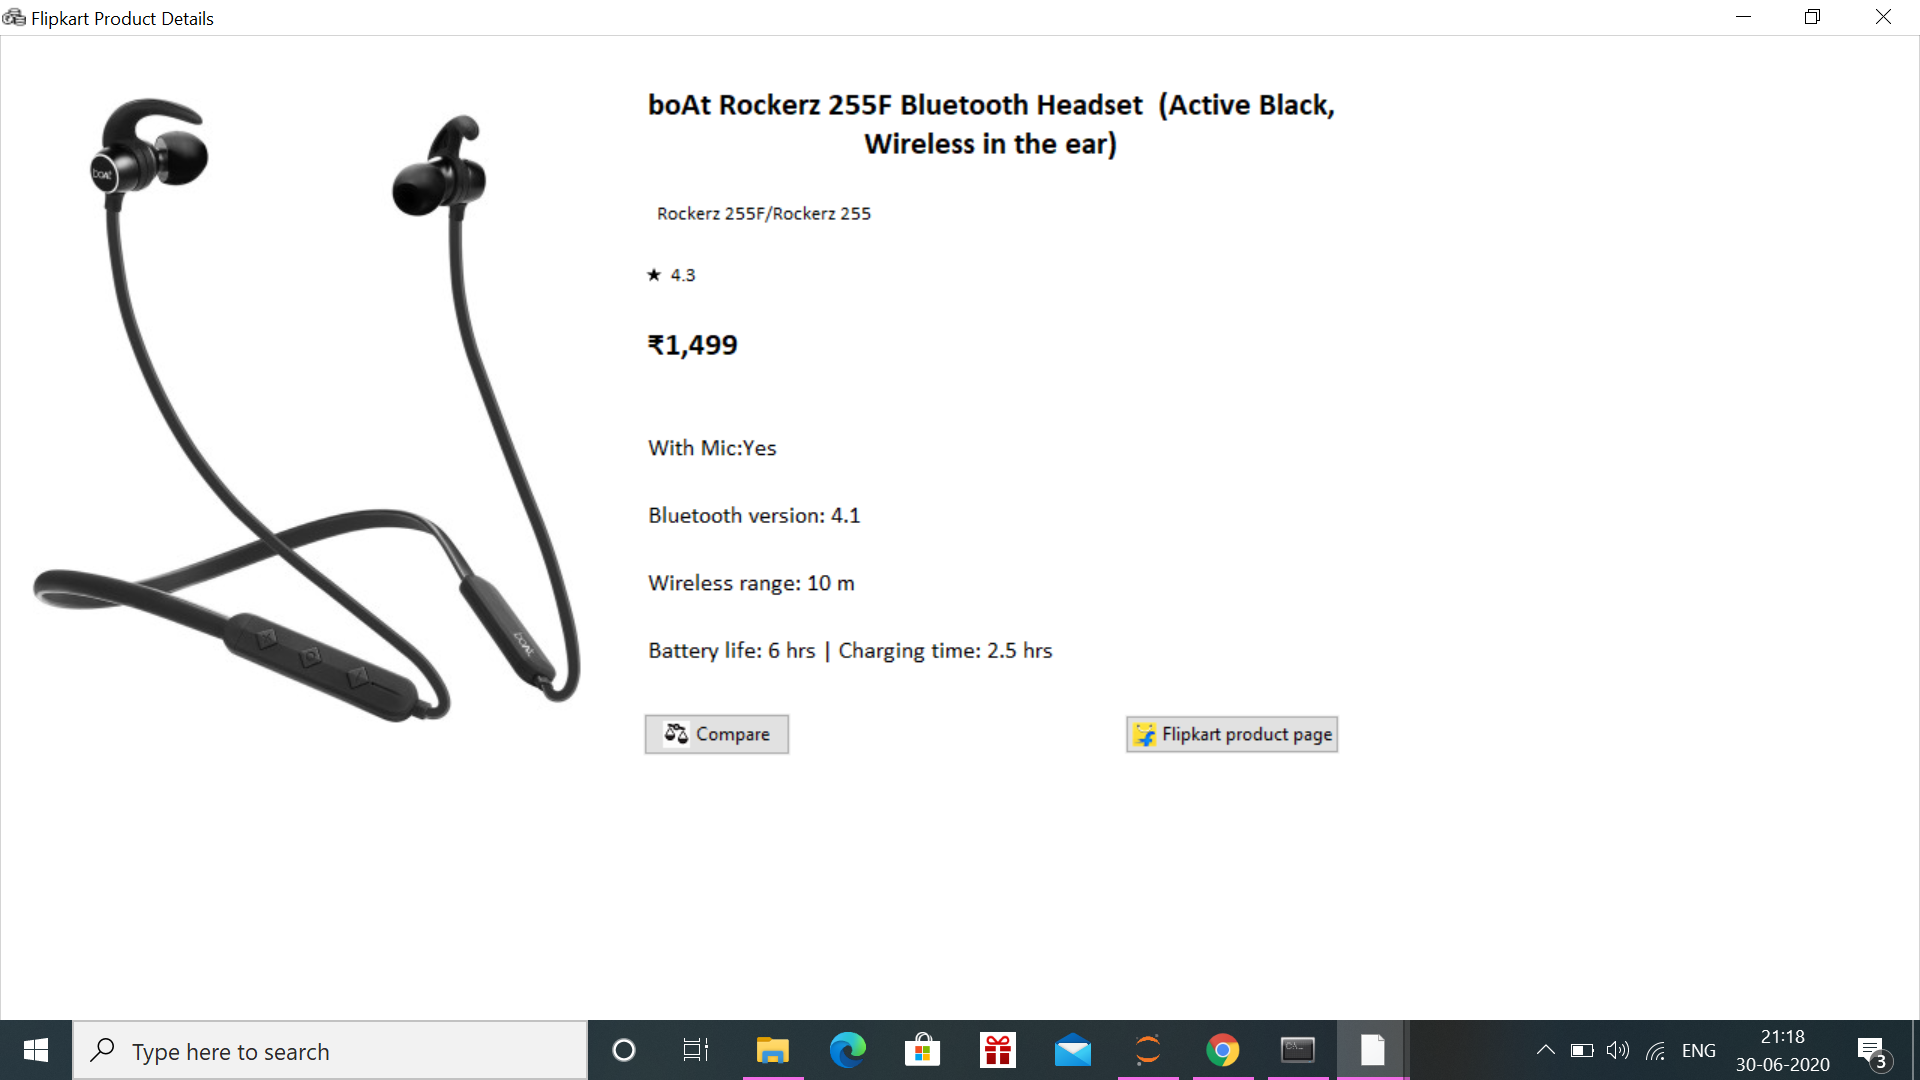 Flipkart Product Details
boAt Rockerz 255F Bluetooth Headset (Active Black,
Wireless in the ear)
Rockerz 255F/Rockerz 255
★ 4.3
₹1,499
With Mic:Yes
Bluetooth version: 4.1
Wireless range: 10 m
Battery life: 6 hrs | Charging time: 2.5 hrs
Compare
Flipkart product page
boAt
boAt
Type here to search
ENG
21:18
30-06-2020
3